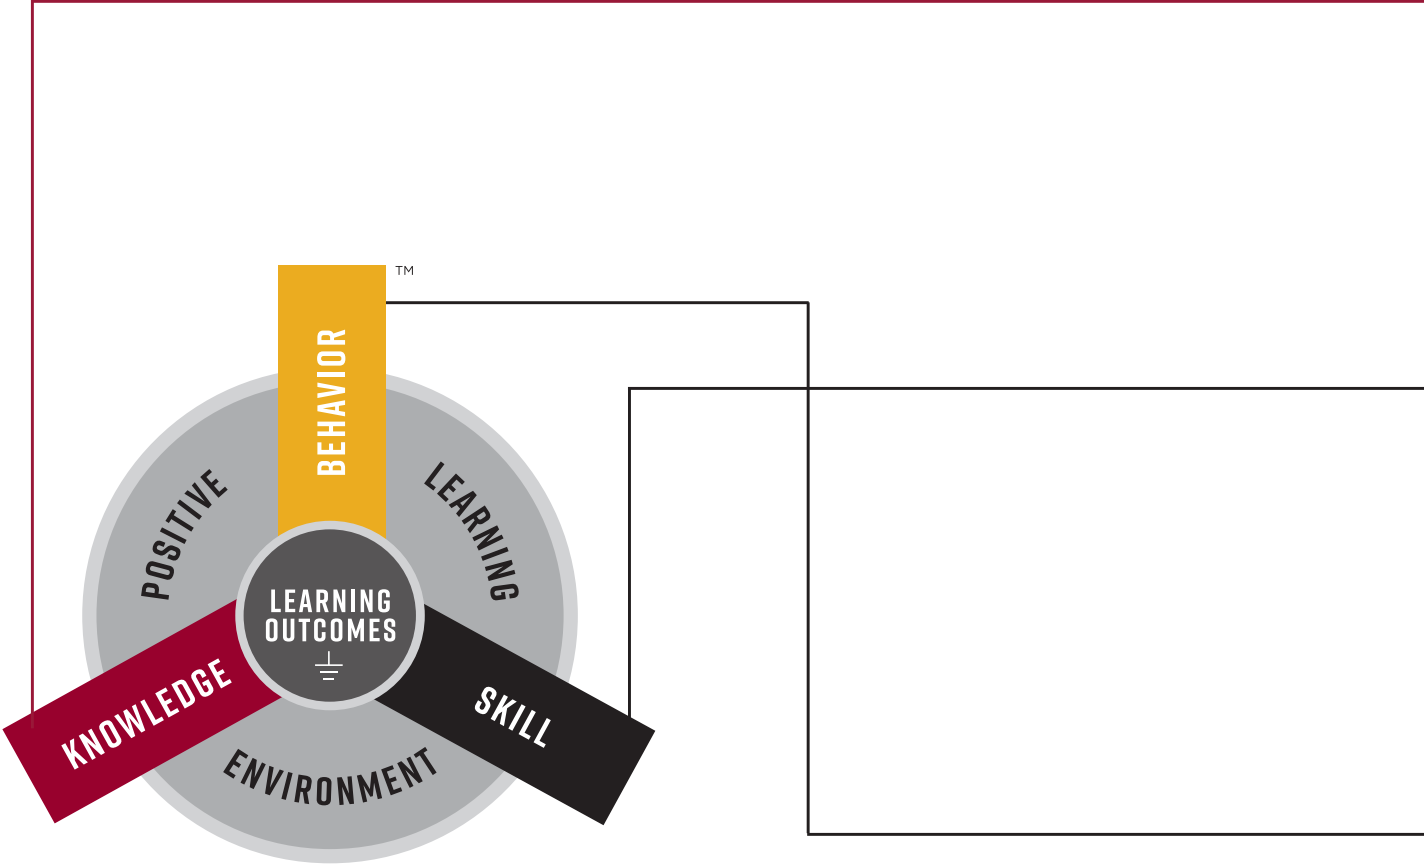 ™
BEHAVIOR
POSITIVE
LEARNING
LEARNING
OUTCOMES
KNOWLEDGE
SKILL
ENVIRONMENT